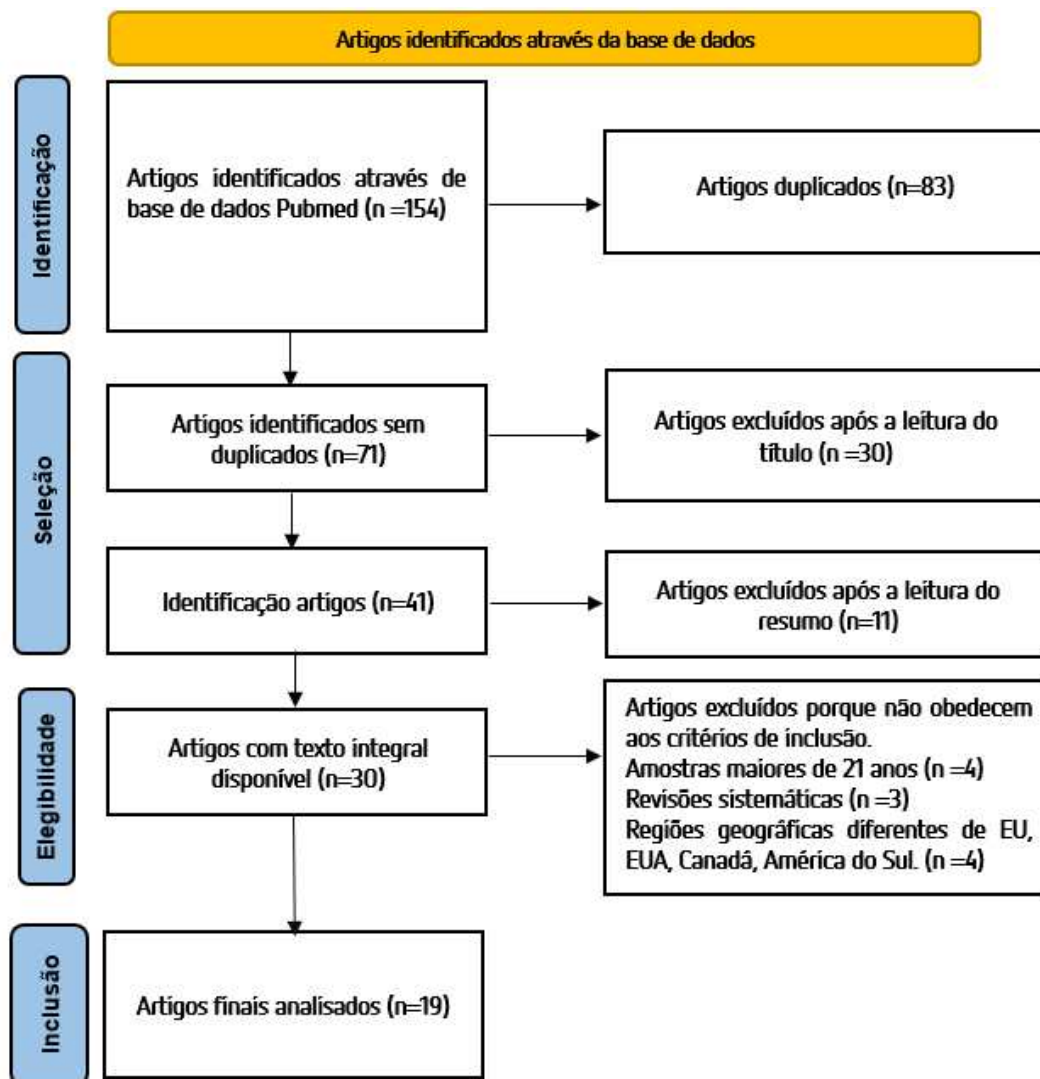 Artigos identificados através da base de dados
Identificação
Artigos identificados através de
base de dados Pubmed (n =154)
Artigos duplicados (n=83)
Seleção
Artigos identificados sem
duplicados (n=71)
Artigos excluídos após a leitura do
título (n =30)
Identificação artigos (n=41)
Artigos excluídos após a leitura do
resumo (n=11)
Elegibilidade
Artigos com texto integral
disponível (n=30)
Artigos excluídos porque não obedecem
aos critérios de inclusão.
Amostras maiores de 21 anos (n =4)
Revisões sistemáticas (n =3)
Regiões geográficas diferentes de EU,
EUA, Canadá, América do Sul. (n =4)
Inclusão
Artigos finais analisados (n=19)